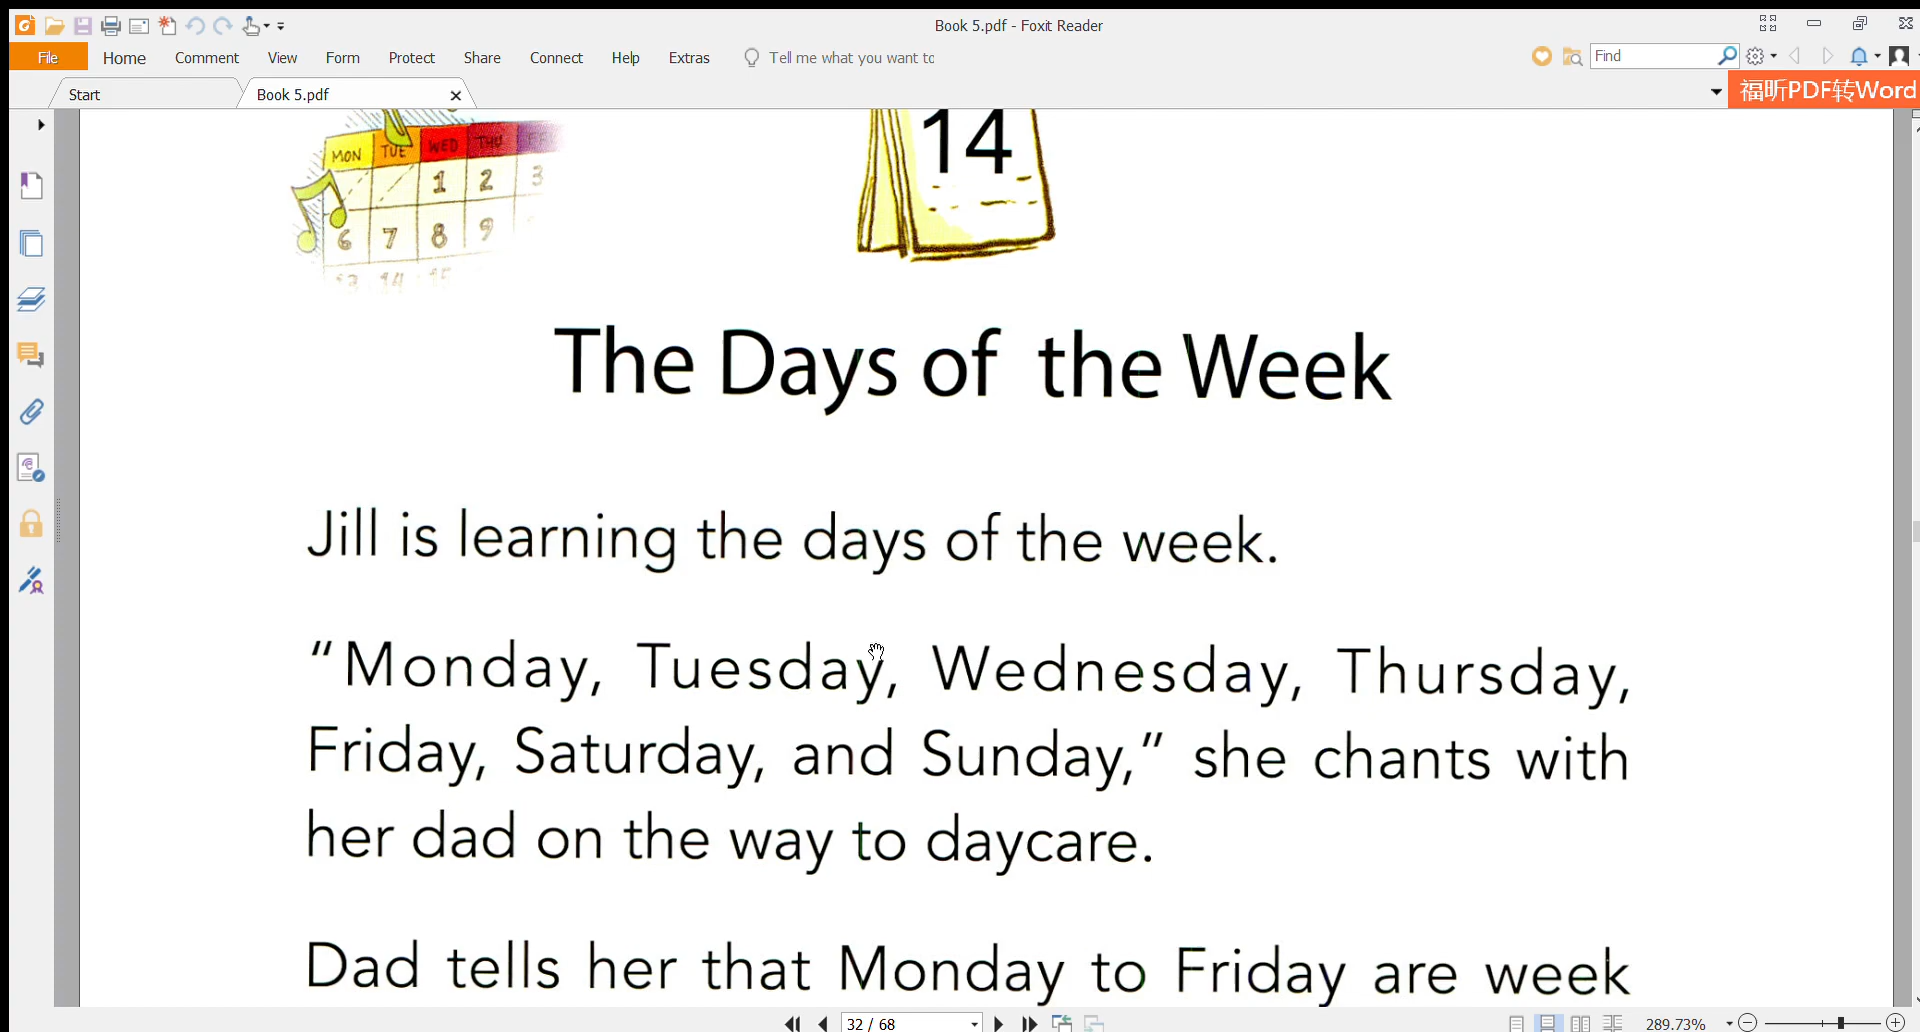 Book 5.pdf - Foxit Reader
File Home Comment View Form Protect Share Connect Help Extras Tell me what you want to
Find
Start
Book 5.pdf
福昕PDF转Word
MON TUE WED THU
1 2 3
6 7 8 9
13 14 15
14
The Days of the Week
Jill is learning the days of the week.
“Monday, Tuesday, Wednesday, Thursday,
Friday, Saturday, and Sunday,” she chants with
her dad on the way to daycare.
Dad tells her that Monday to Friday are week
32 / 68
289.73%